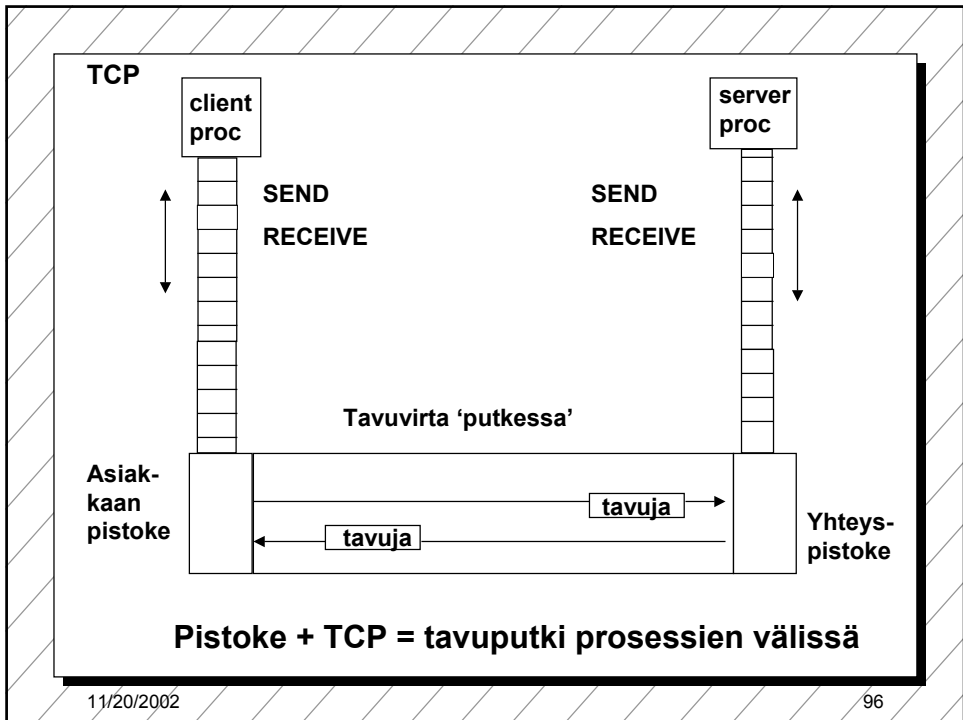 TCP
client
proc
server
proc
SEND
RECEIVE
SEND
RECEIVE
Tavuvirta ‘putkessa’
Asiak-
kaan
pistoke
tavuja
tavuja
Yhteys-
pistoke
Pistoke + TCP = tavuputki prosessien välissä
11/20/2002
96